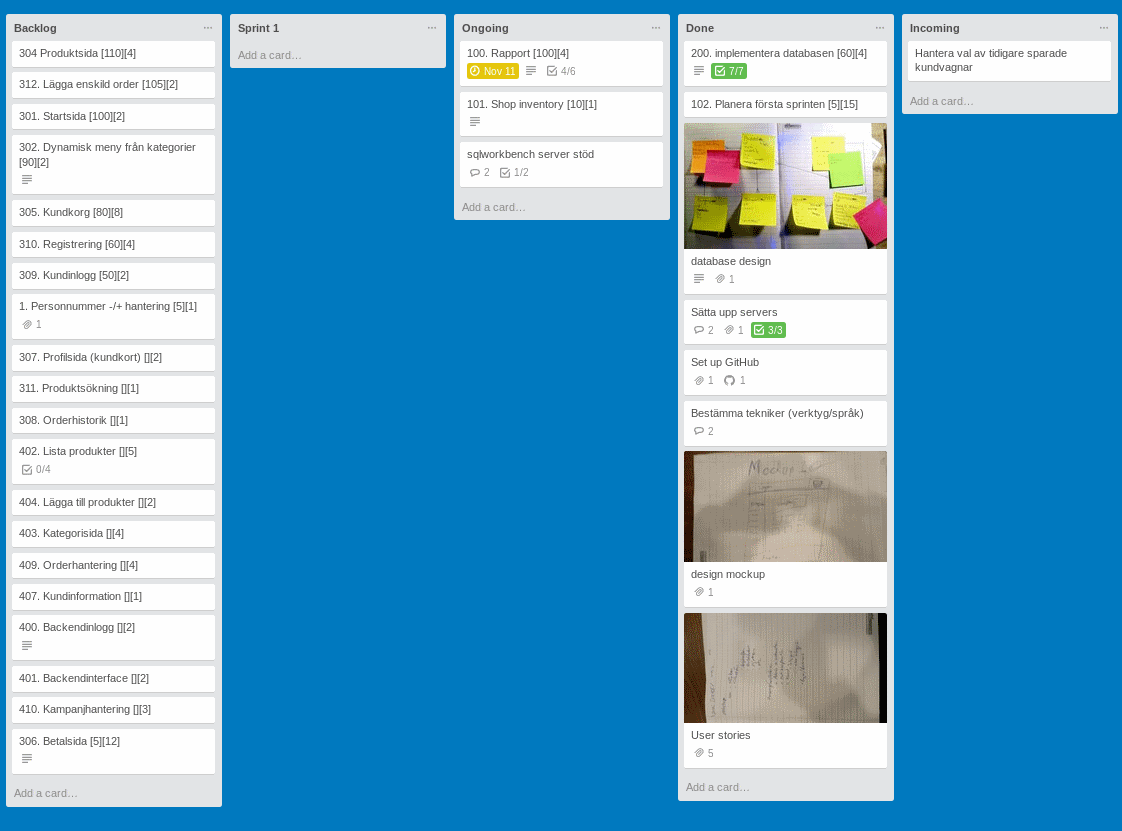 Backlog
304 Produktsida [110][4]
312. Lägga enskild order [105][2]
301. Startsida [100][2]
302. Dynamisk meny från kategorier
[90][2]
305. Kundkorg [80][8]
310. Registrering [60][4]
309. Kundinlogg [50][2]
1. Personnummer -/+ hantering [5][1]
1
307. Profilsida (kundkort) [][2]
311. Produktsökning [][1]
308. Orderhistorik [][1]
402. Lista produkter [][5]
0/4
404. Lägga till produkter [][2]
403. Kategorisida [][4]
409. Orderhantering [][4]
407. Kundinformation [][1]
400. Backendinlogg [][2]
401. Backendinterface [][2]
410. Kampanjhantering [][3]
306. Betalsida [5][12]
Add a card…
Sprint 1
Add a card…
Ongoing
100. Rapport [100][4]
Nov 11 4/6
101. Shop inventory [10][1]
sqlworkbench server stöd
2 1/2
Add a card…
Done
200. implementera databasen [60][4]
7/7
102. Planera första sprinten [5][15]
database design
1
Sätta upp servers
2 1 3/3
Set up GitHub
1 1
Bestämma tekniker (verktyg/språk)
2
Mockup
design mockup
1
User stories
5
Add a card…
Incoming
Hantera val av tidigare sparade
kundvagnar
Add a card…